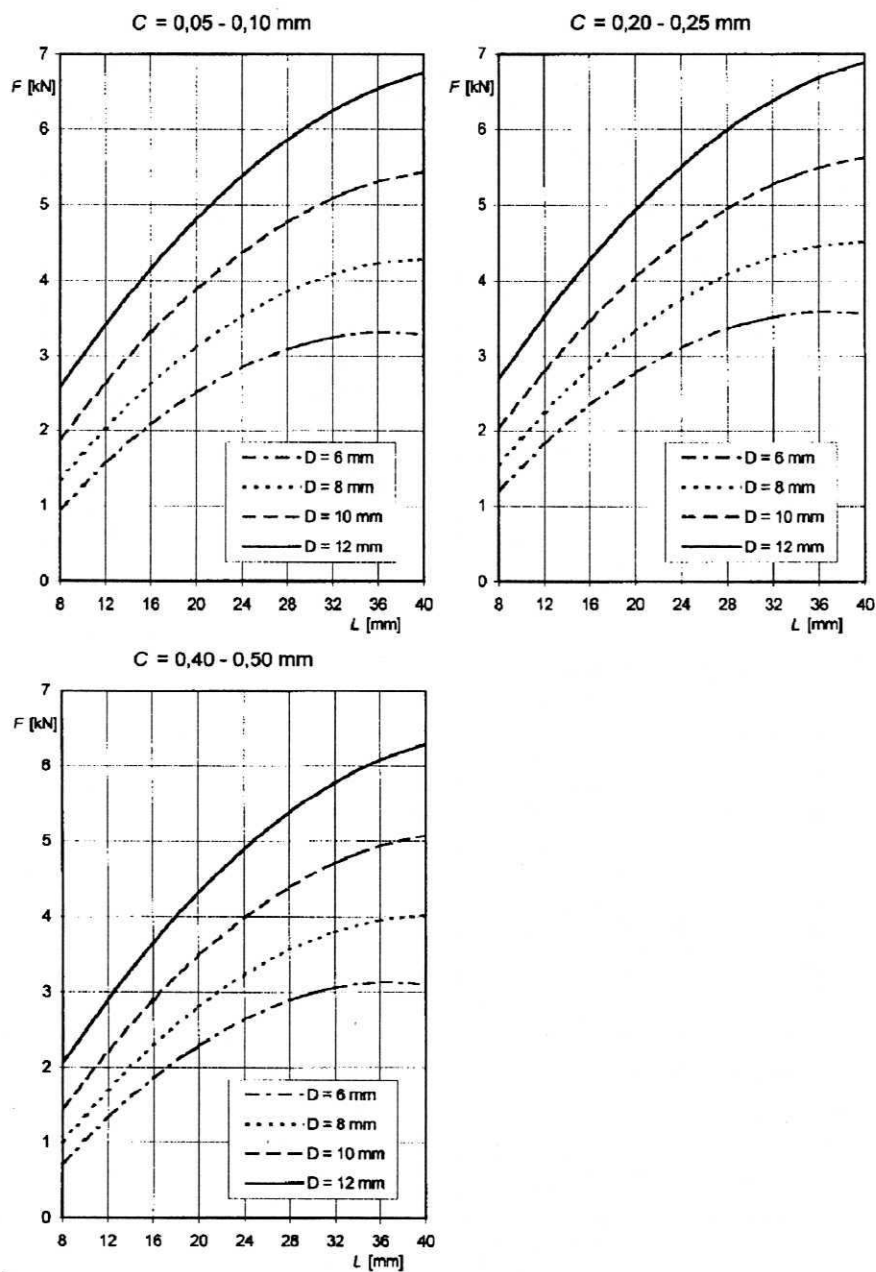 C = 0,05 - 0,10 mm
F [kN]
7
6
5
4
3
2
1
0
D = 6 mm
D = 8 mm
D = 10 mm
D = 12 mm
8 12 16 20 24 28 32 36 40
L [mm]
C = 0,20 - 0,25 mm
F [kN]
7
6
5
4
3
2
1
0
D = 6 mm
D = 8 mm
D = 10 mm
D = 12 mm
8 12 16 20 24 28 32 36 40
L [mm]
C = 0,40 - 0,50 mm
F [kN]
7
6
5
4
3
2
1
0
D = 6 mm
D = 8 mm
D = 10 mm
D = 12 mm
8 12 16 20 24 28 32 36 40
L [mm]